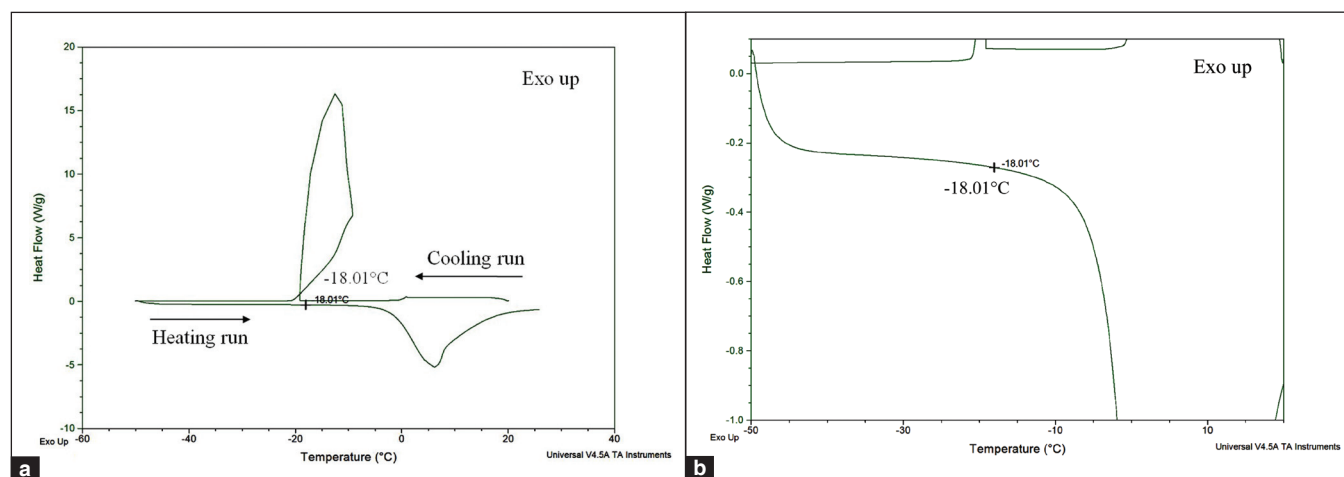 20
15
10
5
0
-5
-10
Heat Flow (W/g)
Exo up
Cooling run
-18.01°C
18.01°C
Heating run
-60
-40
-20
0
20
40
Exo Up
Temperature (°C)
Universal V4.5A TA Instruments
a
0.0
-0.2
-0.4
-0.6
-0.8
-1.0
Heat Flow (W/g)
Exo up
-18.01°C
-18.01°C
-50
-30
-10
10
Exo Up
Temperature (°C)
Universal V4.5A TA Instruments
b